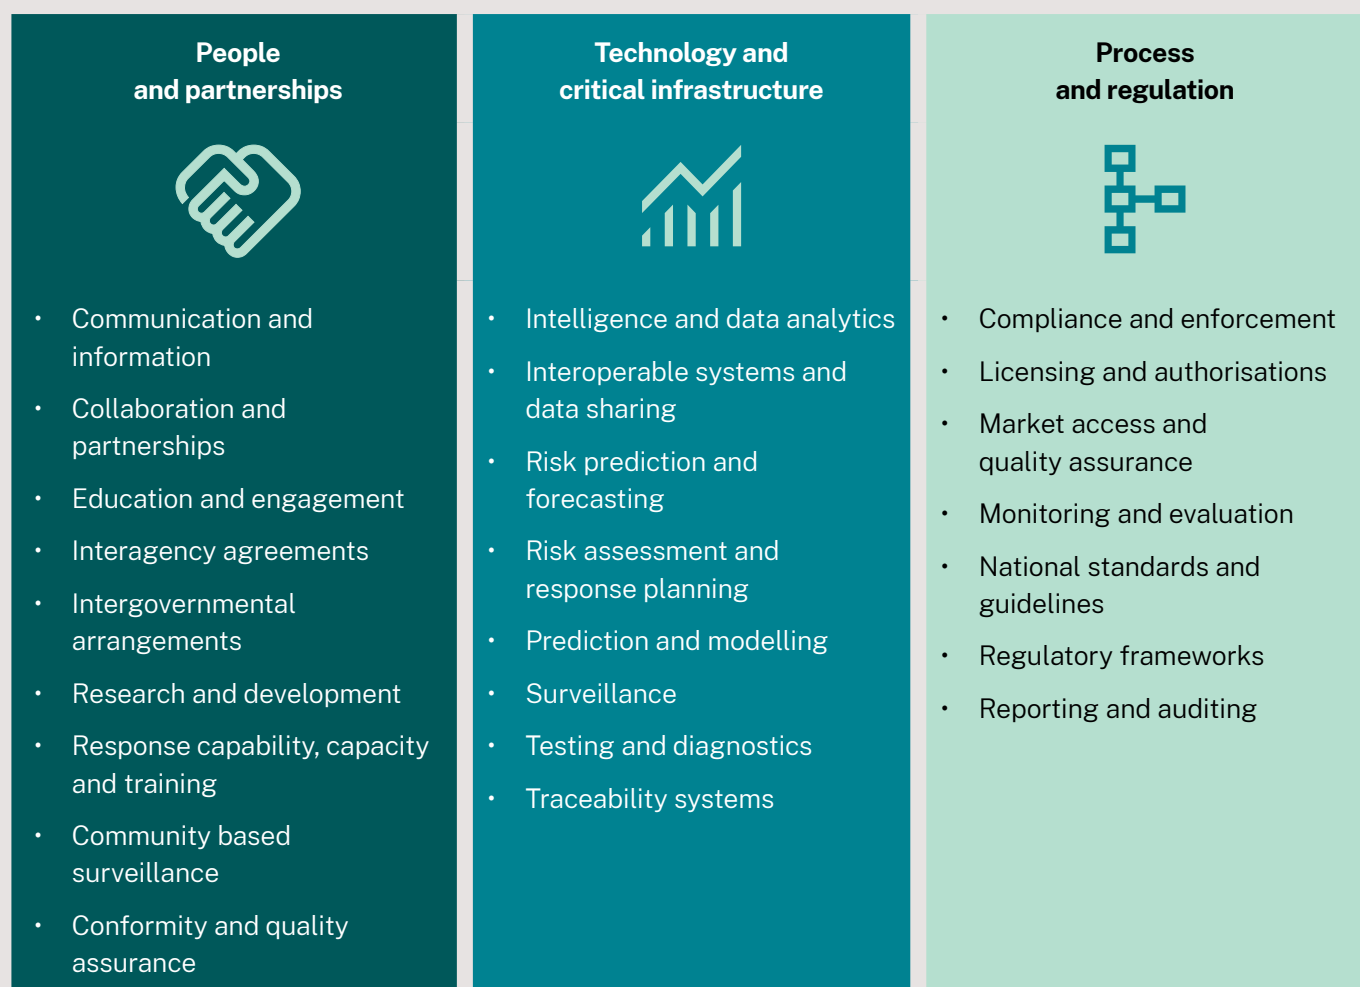 People
and partnerships
• Communication and
information
• Collaboration and
partnerships
• Education and engagement
• Interagency agreements
• Intergovernmental
arrangements
• Research and development
• Response capability, capacity
and training
• Community based
surveillance
• Conformity and quality
assurance
Technology and
critical infrastructure
• Intelligence and data analytics
• Interoperable systems and
data sharing
• Risk prediction and
forecasting
• Risk assessment and
response planning
• Prediction and modelling
• Surveillance
• Testing and diagnostics
• Traceability systems
Process
and regulation
• Compliance and enforcement
• Licensing and authorisations
• Market access and
quality assurance
• Monitoring and evaluation
• National standards and
guidelines
• Regulatory frameworks
• Reporting and auditing